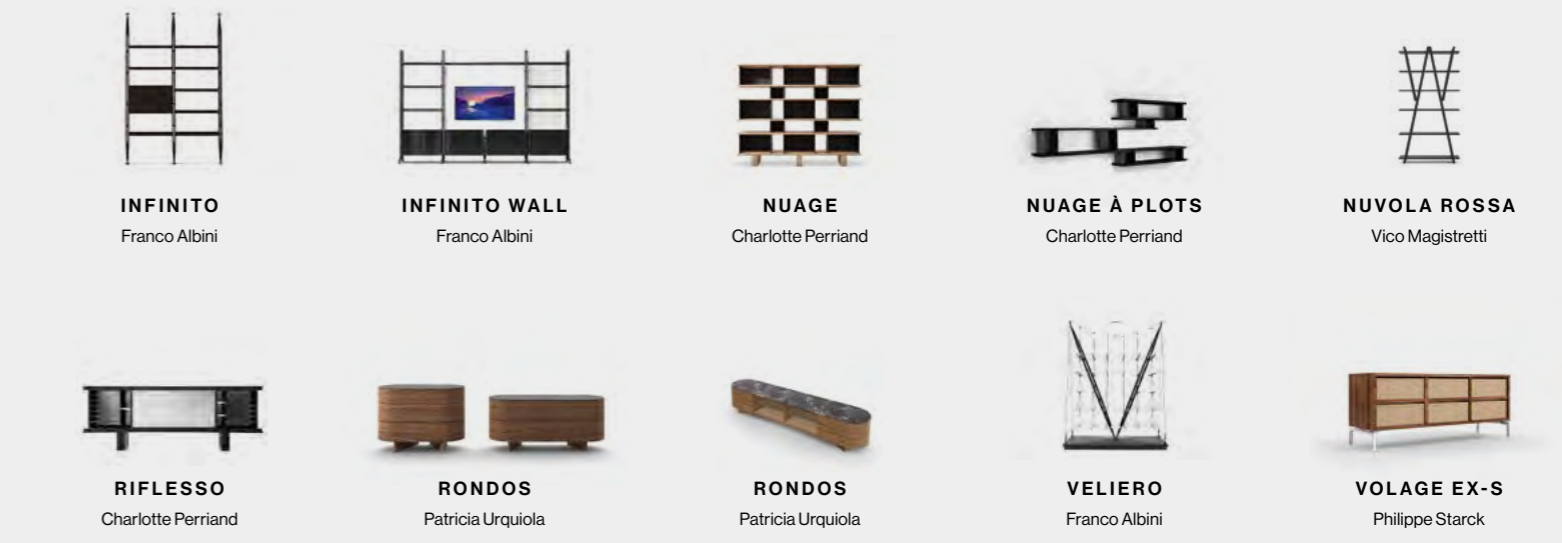 INFINITO
Franco Albini
INFINITO WALL
Franco Albini
NUAGE
Charlotte Perriand
NUAGE À PLOTS
Charlotte Perriand
NUVOLA ROSSA
Vico Magistretti
RIFLESSO
Charlotte Perriand
RONDOS
Patricia Urquiola
RONDOS
Patricia Urquiola
VELIERO
Franco Albini
VOLAGE EX-S
Philippe Starck